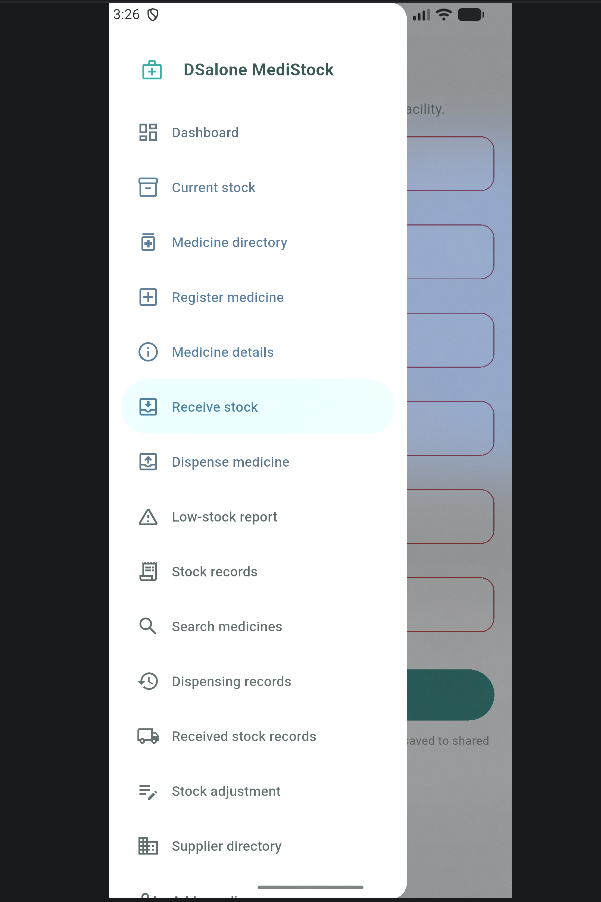 3:26
DSalone MediStock
Dashboard
Current stock
Medicine directory
Register medicine
Medicine details
Receive stock
Dispense medicine
Low-stock report
Stock records
Search medicines
Dispensing records
Received stock records
Stock adjustment
Supplier directory
acility.
saved to shared